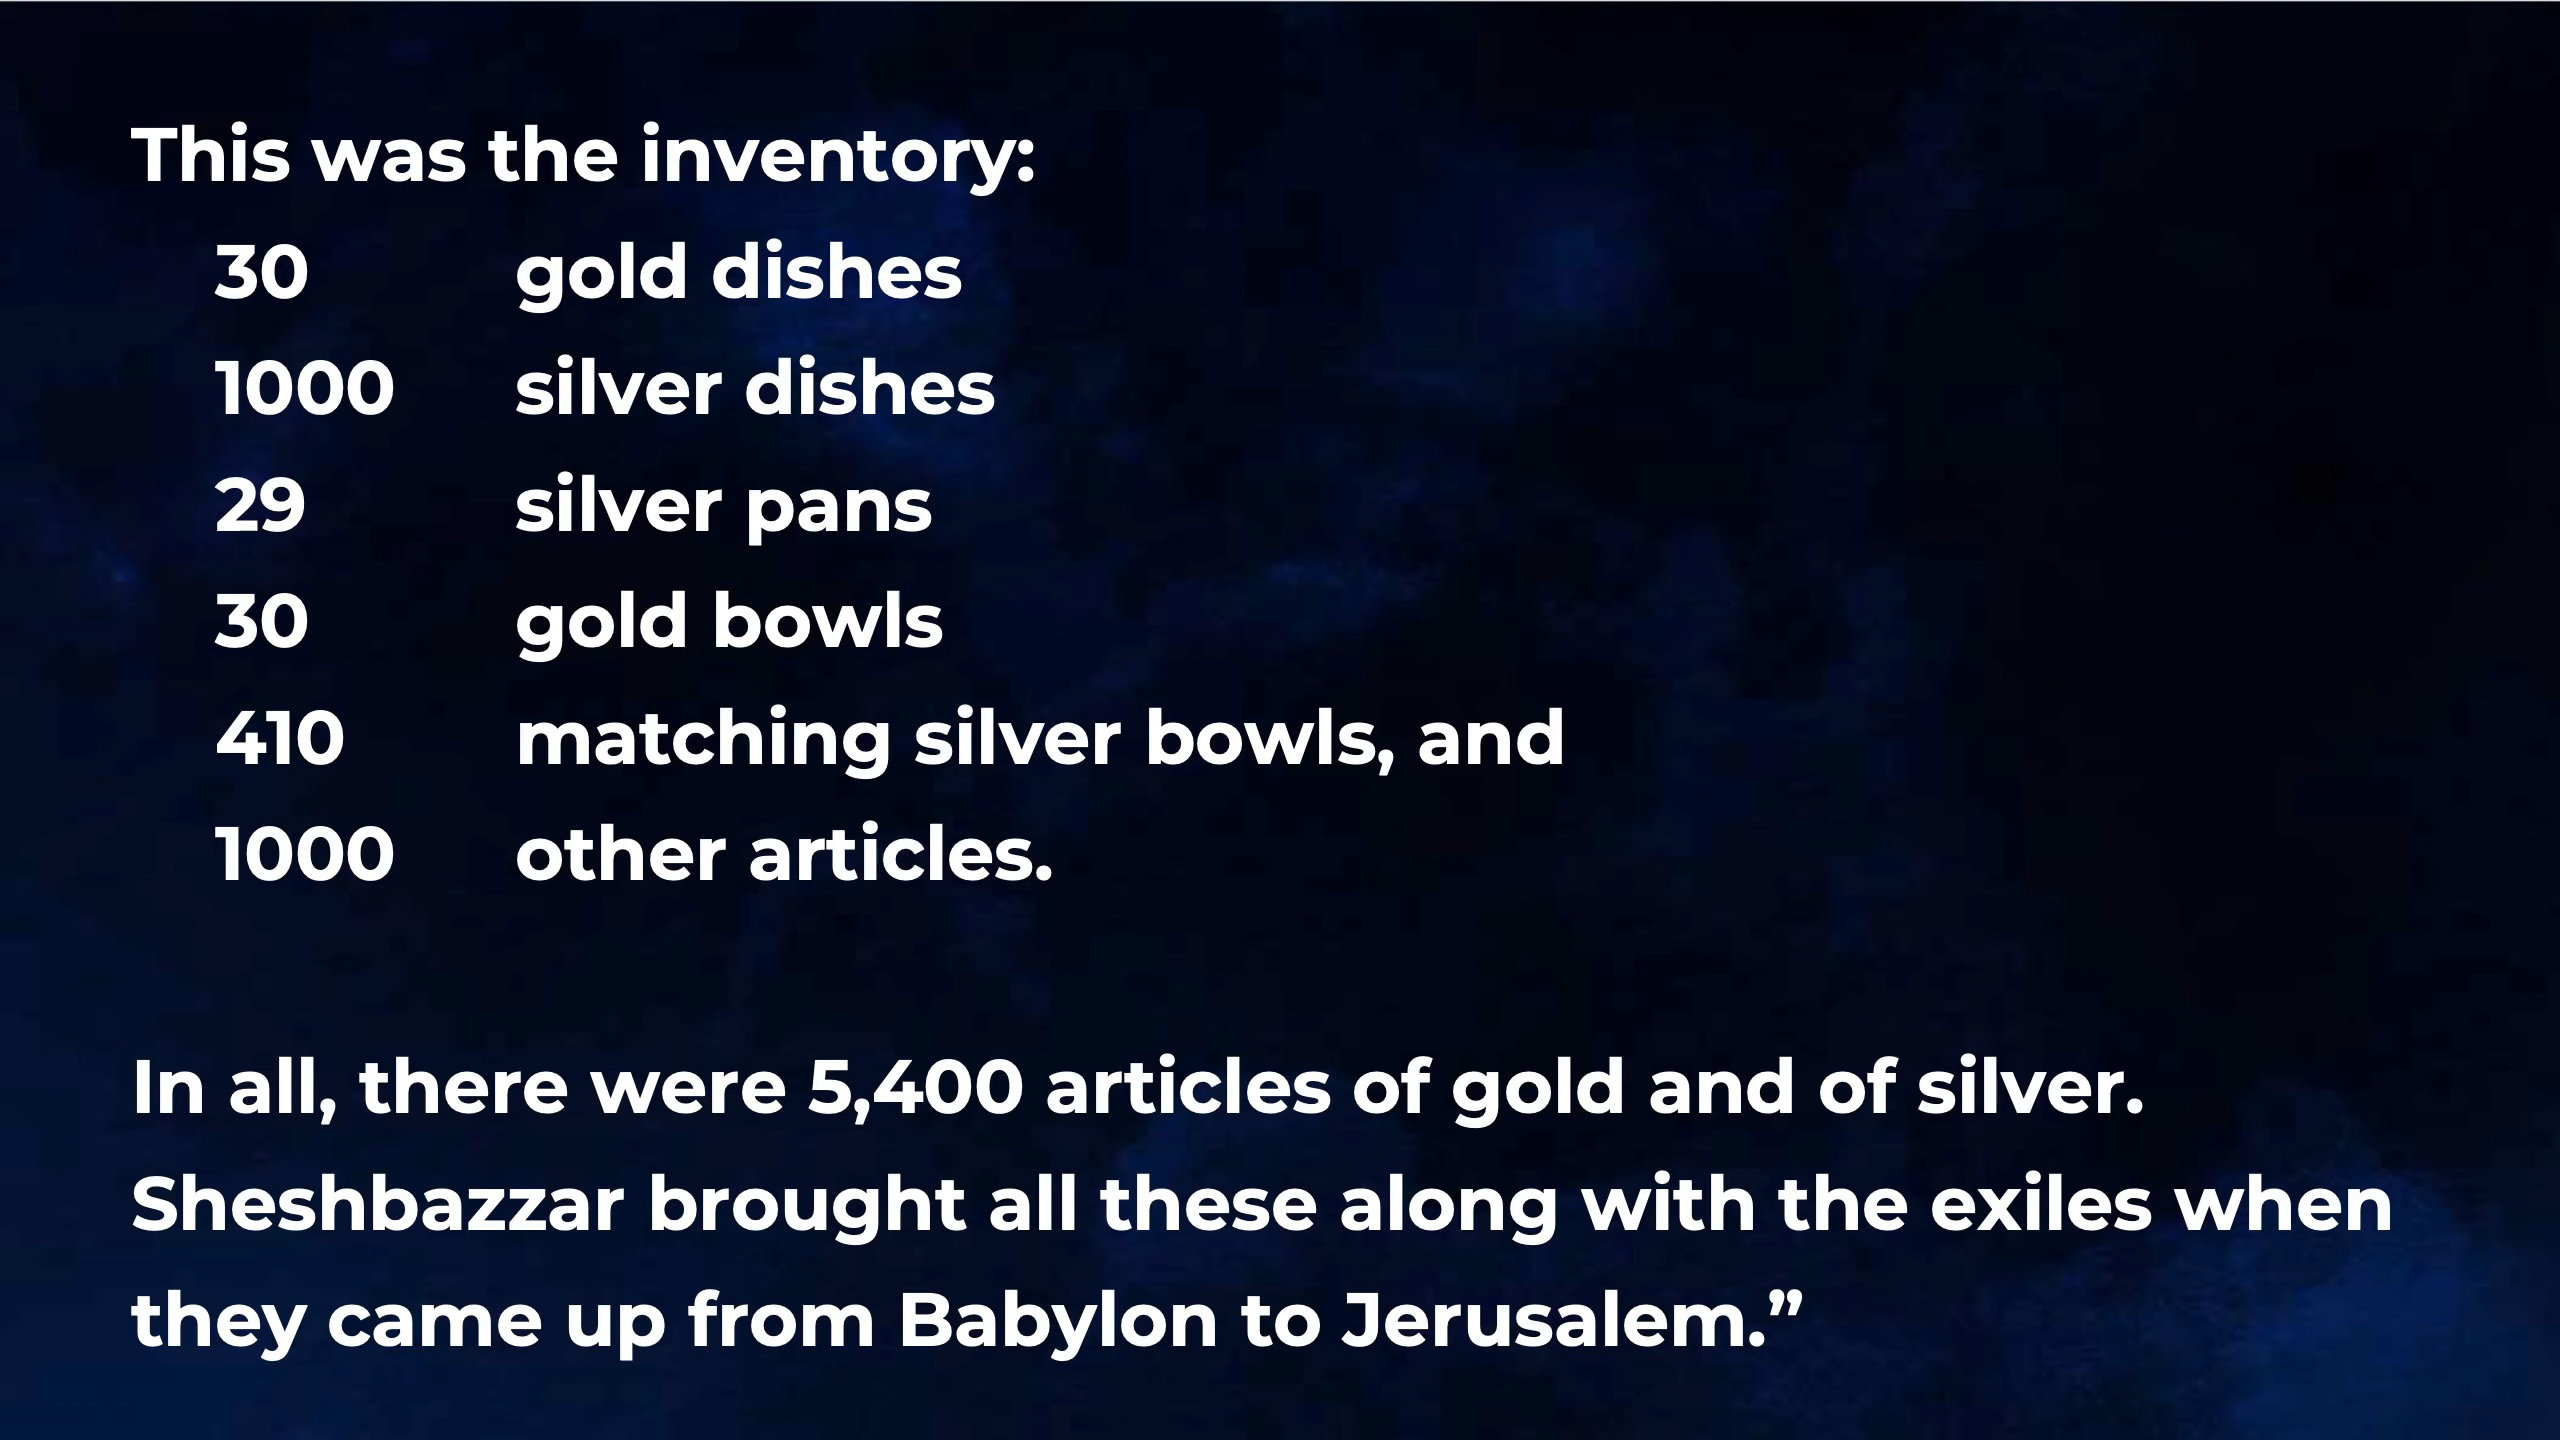 This was the inventory:
30 gold dishes
1000 silver dishes
29 silver pans
30 gold bowls
410 matching silver bowls, and
1000 other articles.
In all, there were 5,400 articles of gold and of silver.
Sheshbazzar brought all these along with the exiles when
they came up from Babylon to Jerusalem.”